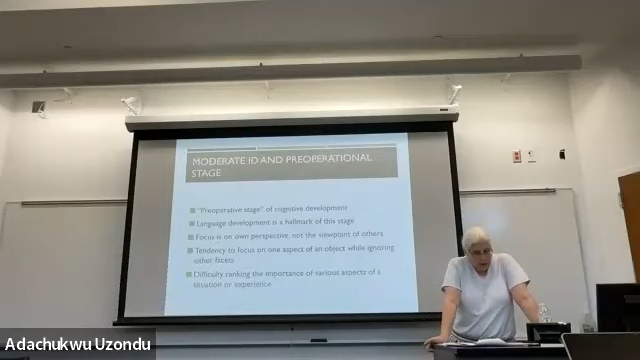 MODERATE ID AND PREOPERATIONAL
STAGE
"Preoperative stage" of cognitive development
Language development is a hallmark of this stage
Focus is on own perspective, not the viewpoint of others
Tendency to focus on one aspect of an object while ignoring
other facets
Difficulty ranking the importance of various aspects of a
situation or experience
Adachukwu Uzondu